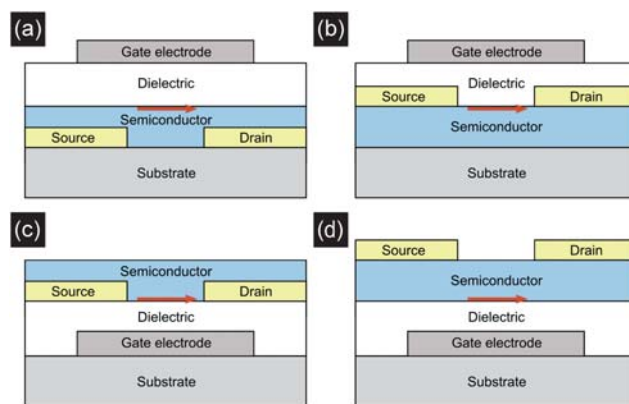 (a)
Gate electrode
Dielectric
Semiconductor
Source Drain
Substrate
(b)
Gate electrode
Dielectric
Source Drain
Semiconductor
Substrate
(c)
Semiconductor
Source Drain
Dielectric
Gate electrode
Substrate
(d)
Source Drain
Semiconductor
Dielectric
Gate electrode
Substrate